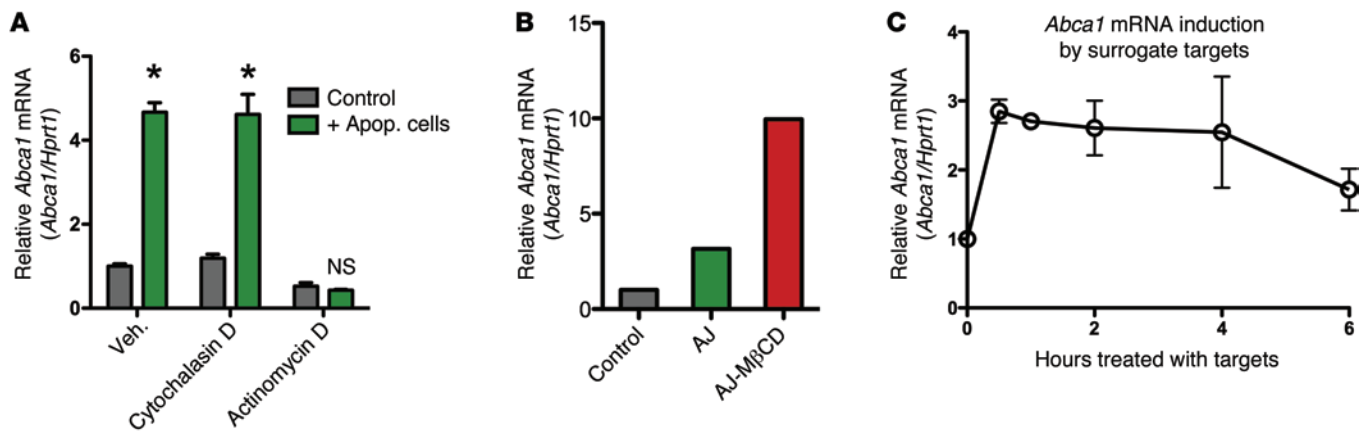 A
Relative Abca1 mRNA
(Abca1/Hprt1)
6
4
2
0
*
*
NS
Control
+ Apop. cells
Veh.
Cytochalasin D
Actinomycin D
B
Relative Abca1 mRNA
(Abca1/Hprt1)
15
10
5
0
Control
AJ
AJ-MβCD
C
Abca1 mRNA induction
by surrogate targets
Relative Abca1 mRNA
(Abca1/Hprt1)
4
3
2
1
0
0
2
4
6
Hours treated with targets